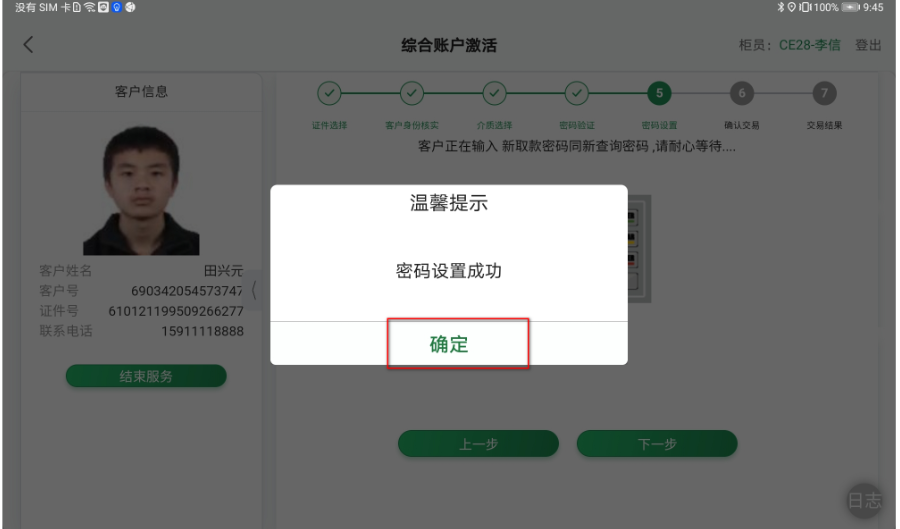 没有 SIM 卡 100% 9:45
综合账户激活
柜员：CE28-李信 登出
客户信息
客户姓名 田兴元
客户号 690342054573747
证件号 610121199509266277
联系电话 15911118888
结束服务
5 6 7
证件选择 客户身份核实 介质选择 密码验证 密码设置 确认交易 交易结果
客户正在输入 新取款密码同新查询密码 ,请耐心等待....
温馨提示
密码设置成功
确定
上一步 下一步
日志